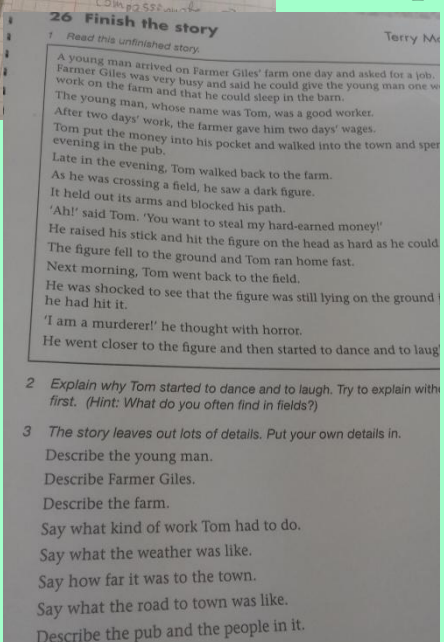 26 Finish the story
Terry
1 Read this unfinished story.
A young man arrived on Farmer Giles' farm one day and asked for a job.
Farmer Giles was very busy and said he could give the young man one
work on the farm and that he could sleep in the barn.
The young man, whose name was Tom, was a good worker.
After two days' work, the farmer gave him two days' wages.
Tom put the money into his pocket and walked into the town and
evening in the pub.
Late in the evening, Tom walked back to the farm.
As he was crossing a field, he saw a dark figure.
It held out its arms and blocked his path.
'Ah!' said Tom. 'You want to steal my hard-earned money!'
He raised his stick and hit the figure on the head as hard as he could
The figure fell to the ground and Tom ran home fast.
Next morning, Tom went back to the field.
He was shocked to see that the figure was still lying on the ground
he had hit it.
'I am a murderer!' he thought with horror.
He went closer to the figure and then started to dance and to
2 Explain why Tom started to dance and to laugh. Try to explain
first. (Hint: What do you often find in fields?)
3 The story leaves out lots of details. Put your own details in.
Describe the young man.
Describe Farmer Giles.
Describe the farm.
Say what kind of work Tom had to do.
Say what the weather was like.
Say how far it was to the town.
Say what the road to town was like.
Describe the pub and the people in it.